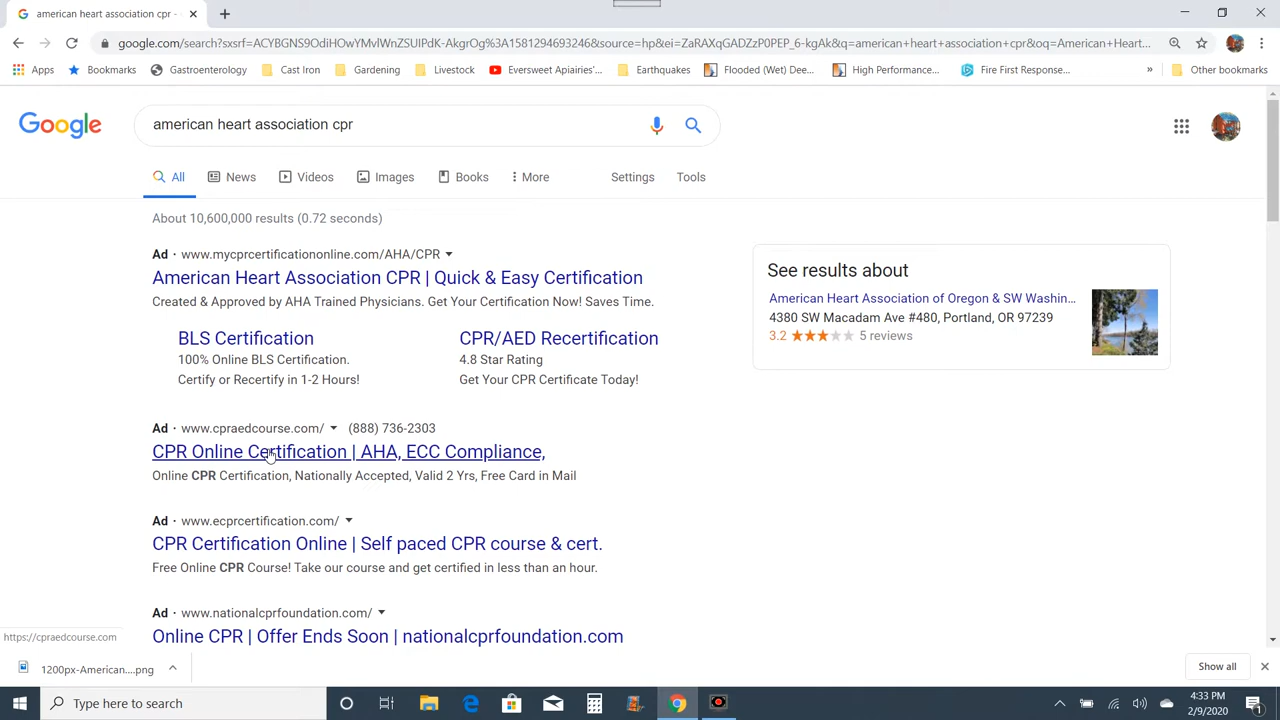 american heart association cpr -
google.com/search?sxsrf=ACYBGNS9OdiHOwYMvlWnZSUIPdK-AkgrOg%3A1581294693246&source=hp&ei=ZaRAXqGADZzP0PEP_6-kgAk&q=american+heart+association+cpr&oq=American+Heart...
Apps Bookmarks Gastroenterology Cast Iron Gardening Livestock Eversweet Apiairies'... Earthquakes Flooded (Wet) Dee... High Performance... Fire First Response... » Other bookmarks
Google american heart association cpr
All News Videos Images Books More Settings Tools
About 10,600,000 results (0.72 seconds)
Ad · www.mycprcertificationonline.com/AHA/CPR
American Heart Association CPR | Quick & Easy Certification
Created & Approved by AHA Trained Physicians. Get Your Certification Now! Saves Time.
BLS Certification
100% Online BLS Certification.
Certify or Recertify in 1-2 Hours!
CPR/AED Recertification
4.8 Star Rating
Get Your CPR Certificate Today!
Ad · www.cpraedcourse.com/ (888) 736-2303
CPR Online Certification | AHA, ECC Compliance,
Online CPR Certification, Nationally Accepted, Valid 2 Yrs, Free Card in Mail
Ad · www.ecprcertification.com/
CPR Certification Online | Self paced CPR course & cert.
Free Online CPR Course! Take our course and get certified in less than an hour.
Ad · www.nationalcprfoundation.com/
Online CPR | Offer Ends Soon | nationalcprfoundation.com
See results about
American Heart Association of Oregon & SW Washin...
4380 SW Macadam Ave #480, Portland, OR 97239
3.2 5 reviews
https://cpraedcourse.com
1200px-American....png
Show all
Type here to search
4:33 PM
2/9/2020
1